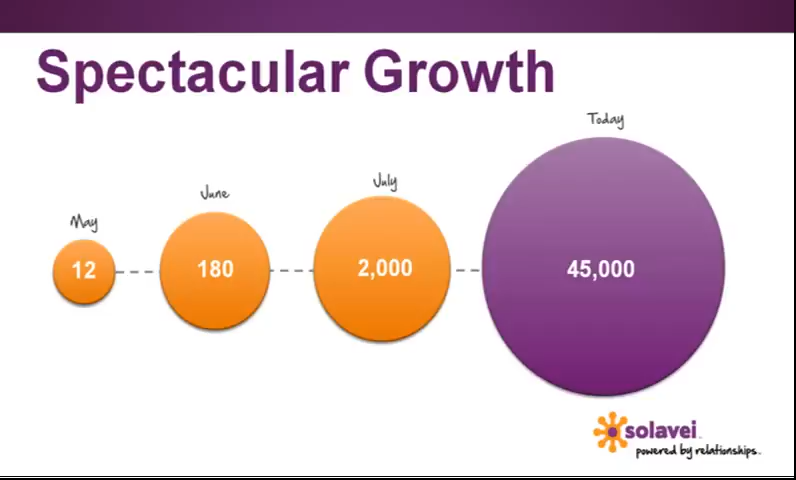 Spectacular Growth
May
12
June
180
July
2,000
Today
45,000
solavei
powered by relationships.